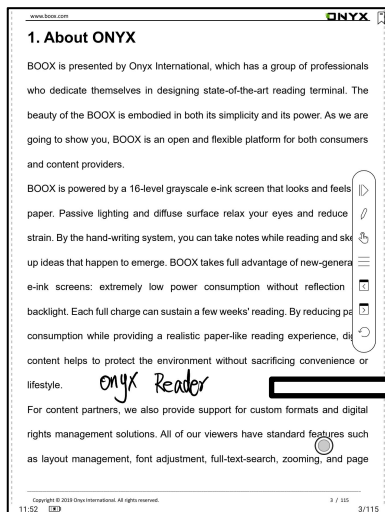 www.boox.com
ONYX
1. About ONYX
BOOX is presented by Onyx International, which has a group of professionals
who dedicate themselves in designing state-of-the-art reading terminal. The
beauty of the BOOX is embodied in both its simplicity and its power. As we are
going to show you, BOOX is an open and flexible platform for both consumers
and content providers.
BOOX is powered by a 16-level grayscale e-ink screen that looks and feels
paper. Passive lighting and diffuse surface relax your eyes and reduce
strain. By the hand-writing system, you can take notes while reading and
up ideas that happen to emerge. BOOX takes full advantage of
e-ink screens: extremely low power consumption without reflection
backlight. Each full charge can sustain a few weeks' reading. By reducing
consumption while providing a realistic paper-like reading experience,
content helps to protect the environment without sacrificing convenience or
lifestyle.
Onyx Reader
For content partners, we also provide support for custom formats and digital
rights management solutions. All of our viewers have standard features such
as layout management, font adjustment, full-text-search, zooming, and page
Copyright © 2019 Onyx International. All rights reserved.
3 / 115
11:52
3/115